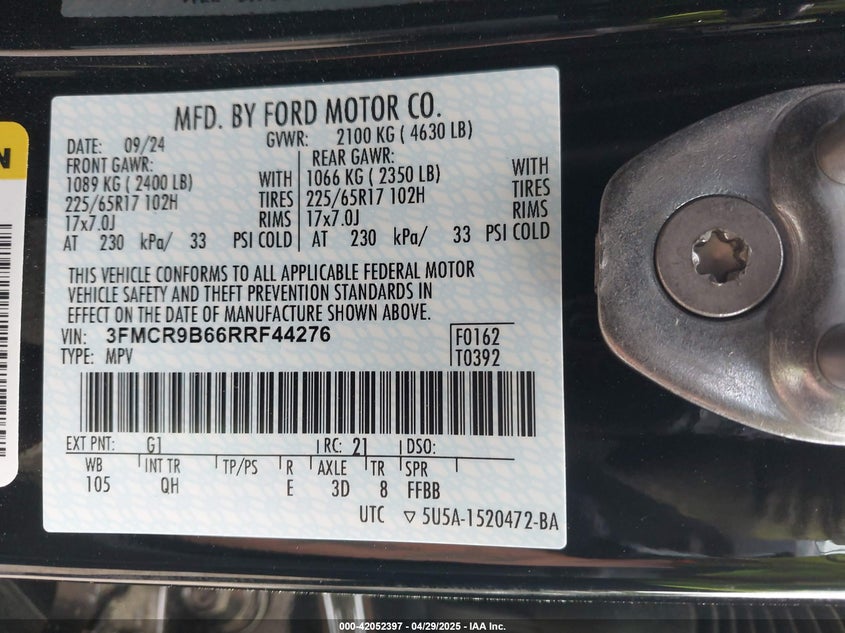 MFD. BY FORD MOTOR CO.
DATE: 09/24 GVWR: 2100 KG ( 4630 LB)
FRONT GAWR: REAR GAWR:
1089 KG ( 2400 LB) WITH 1066 KG ( 2350 LB) WITH
225/65R17 102H TIRES 225/65R17 102H TIRES
17x7.0J RIMS 17x7.0J RIMS
AT 230 kPa/ 33 PSI COLD AT 230 kPa/ 33 PSI COLD
THIS VEHICLE CONFORMS TO ALL APPLICABLE FEDERAL MOTOR
VEHICLE SAFETY AND THEFT PREVENTION STANDARDS IN
EFFECT ON THE DATE OF MANUFACTURE SHOWN ABOVE.
VIN: 3FMCR9B66RRF44276 F0162
TYPE: MPV T0392
EXT PNT: G1 RC: 21 DSO:
WB INT TR TP/PS R AXLE TR SPR
105 QH E 3D 8 FFBB
UTC ▽ 5U5A-1520472-BA
000-42052397 - 04/29/2025 - IAA Inc.